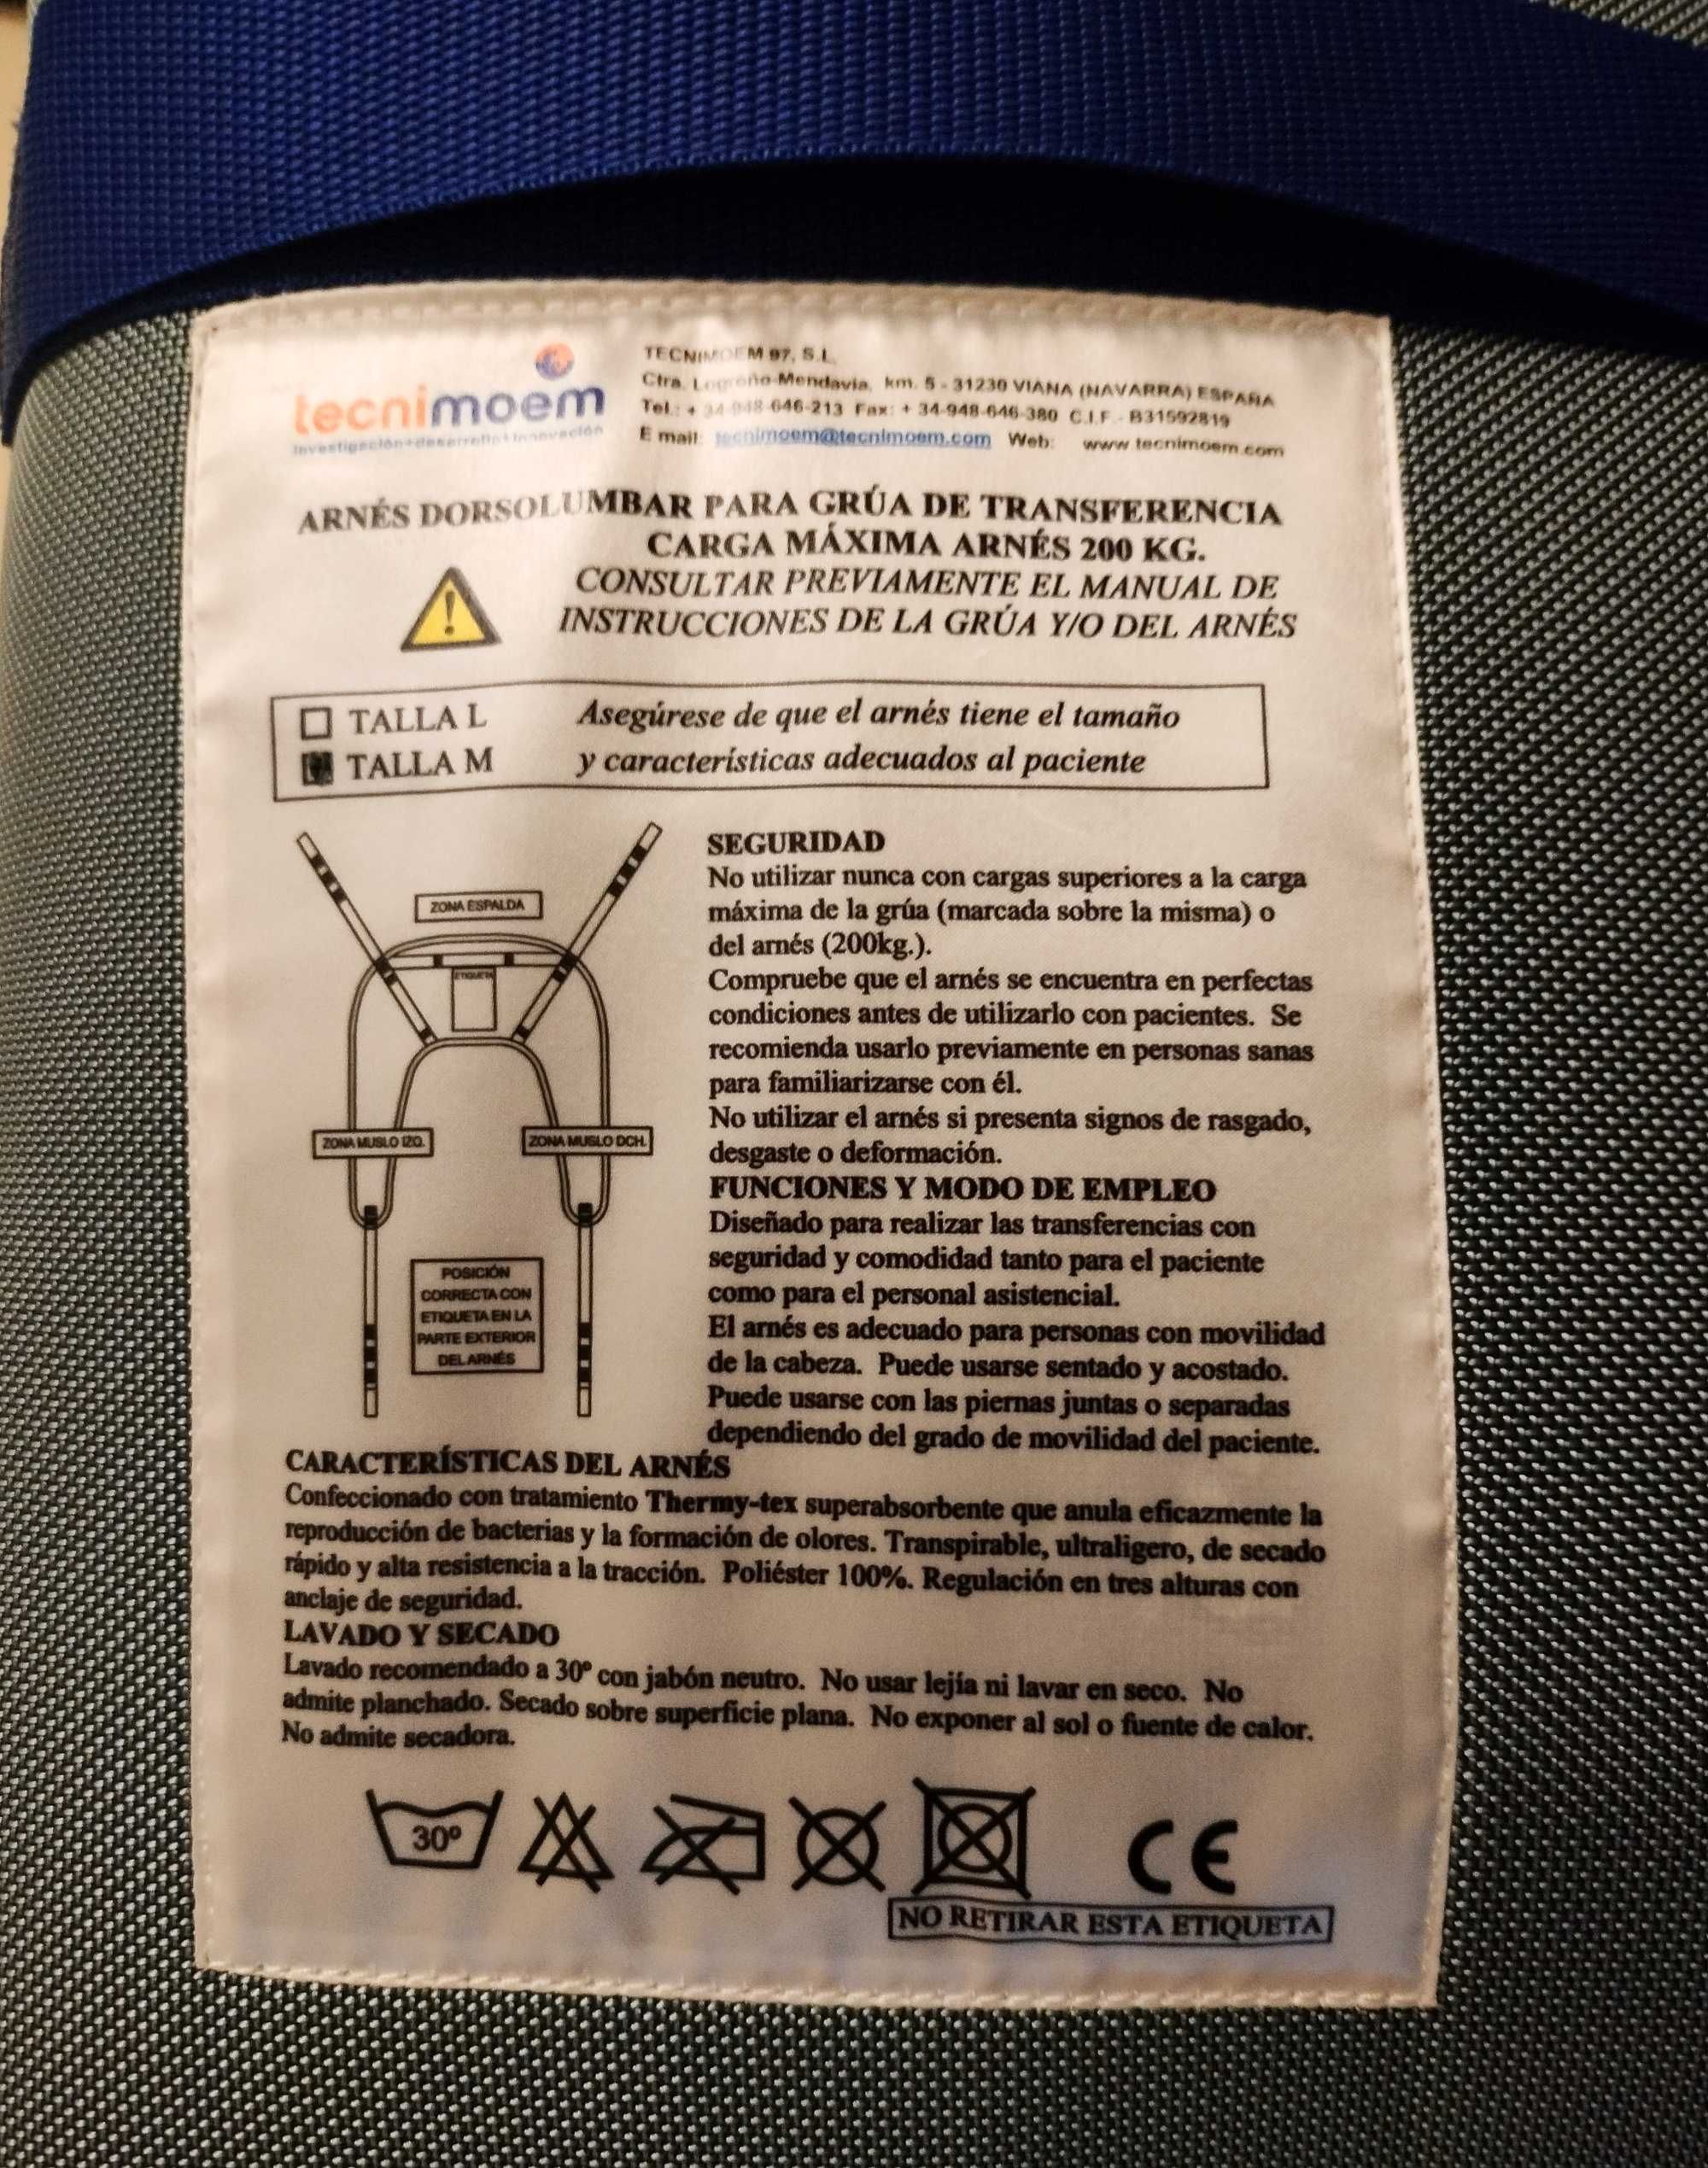 tecnimoem
investigación+desarrollo+innovación
TECNIMOEM 97, S.L.
Ctra. Logroño-Mendavia, km. 5 - 31230 VIANA (NAVARRA) ESPAÑA
Tel.: + 34-948-646-213 Fax: + 34-948-646-380 C.I.F.- B31592819
E mail: tecnimoem@tecnimoem.com Web: www tecnimoem.com
ARNÉS DORSOLUMBAR PARA GRÚA DE TRANSFERENCIA
CARGA MÁXIMA ARNÉS 200 KG.
CONSULTAR PREVIAMENTE EL MANUAL DE
INSTRUCCIONES DE LA GRÚA Y/O DEL ARNÉS
TALLA L
TALLA M
Asegúrese de que el arnés tiene el tamaño
y características adecuados al paciente
ZONA ESPALDA
ETIQUETA
ZONA MUSLO IZQ.
ZONA MUSLO DCH.
POSICIÓN
CORRECTA CON
ETIQUETA EN LA
PARTE EXTERIOR
DEL ARNÉS
SEGURIDAD
No utilizar nunca con cargas superiores a la carga
máxima de la grúa (marcada sobre la misma) o
del arnés (200kg.).
Compruebe que el arnés se encuentra en perfectas
condiciones antes de utilizarlo con pacientes. Se
recomienda usarlo previamente en personas sanas
para familiarizarse con él.
No utilizar el arnés si presenta signos de rasgado,
desgaste o deformación.
FUNCIONES Y MODO DE EMPLEO
Diseñado para realizar las transferencias con
seguridad y comodidad tanto para el paciente
como para el personal asistencial.
El arnés es adecuado para personas con movilidad
de la cabeza. Puede usarse sentado y acostado.
Puede usarse con las piernas juntas o separadas
dependiendo del grado de movilidad del paciente.
CARACTERÍSTICAS DEL ARNÉS
Confeccionado con tratamiento Thermy-tex superabsorbente que anula eficazmente la
reproducción de bacterias y la formación de olores. Transpirable, ultraligero, de secado
rápido y alta resistencia a la tracción. Poliéster 100%. Regulación en tres alturas con
anclaje de seguridad.
LAVADO Y SECADO
Lavado recomendado a 30º con jabón neutro. No usar lejía ni lavar en seco. No
admite planchado. Secado sobre superficie plana. No exponer al sol o fuente de calor.
No admite secadora.
30º
CE
NO RETIRAR ESTA ETIQUETA